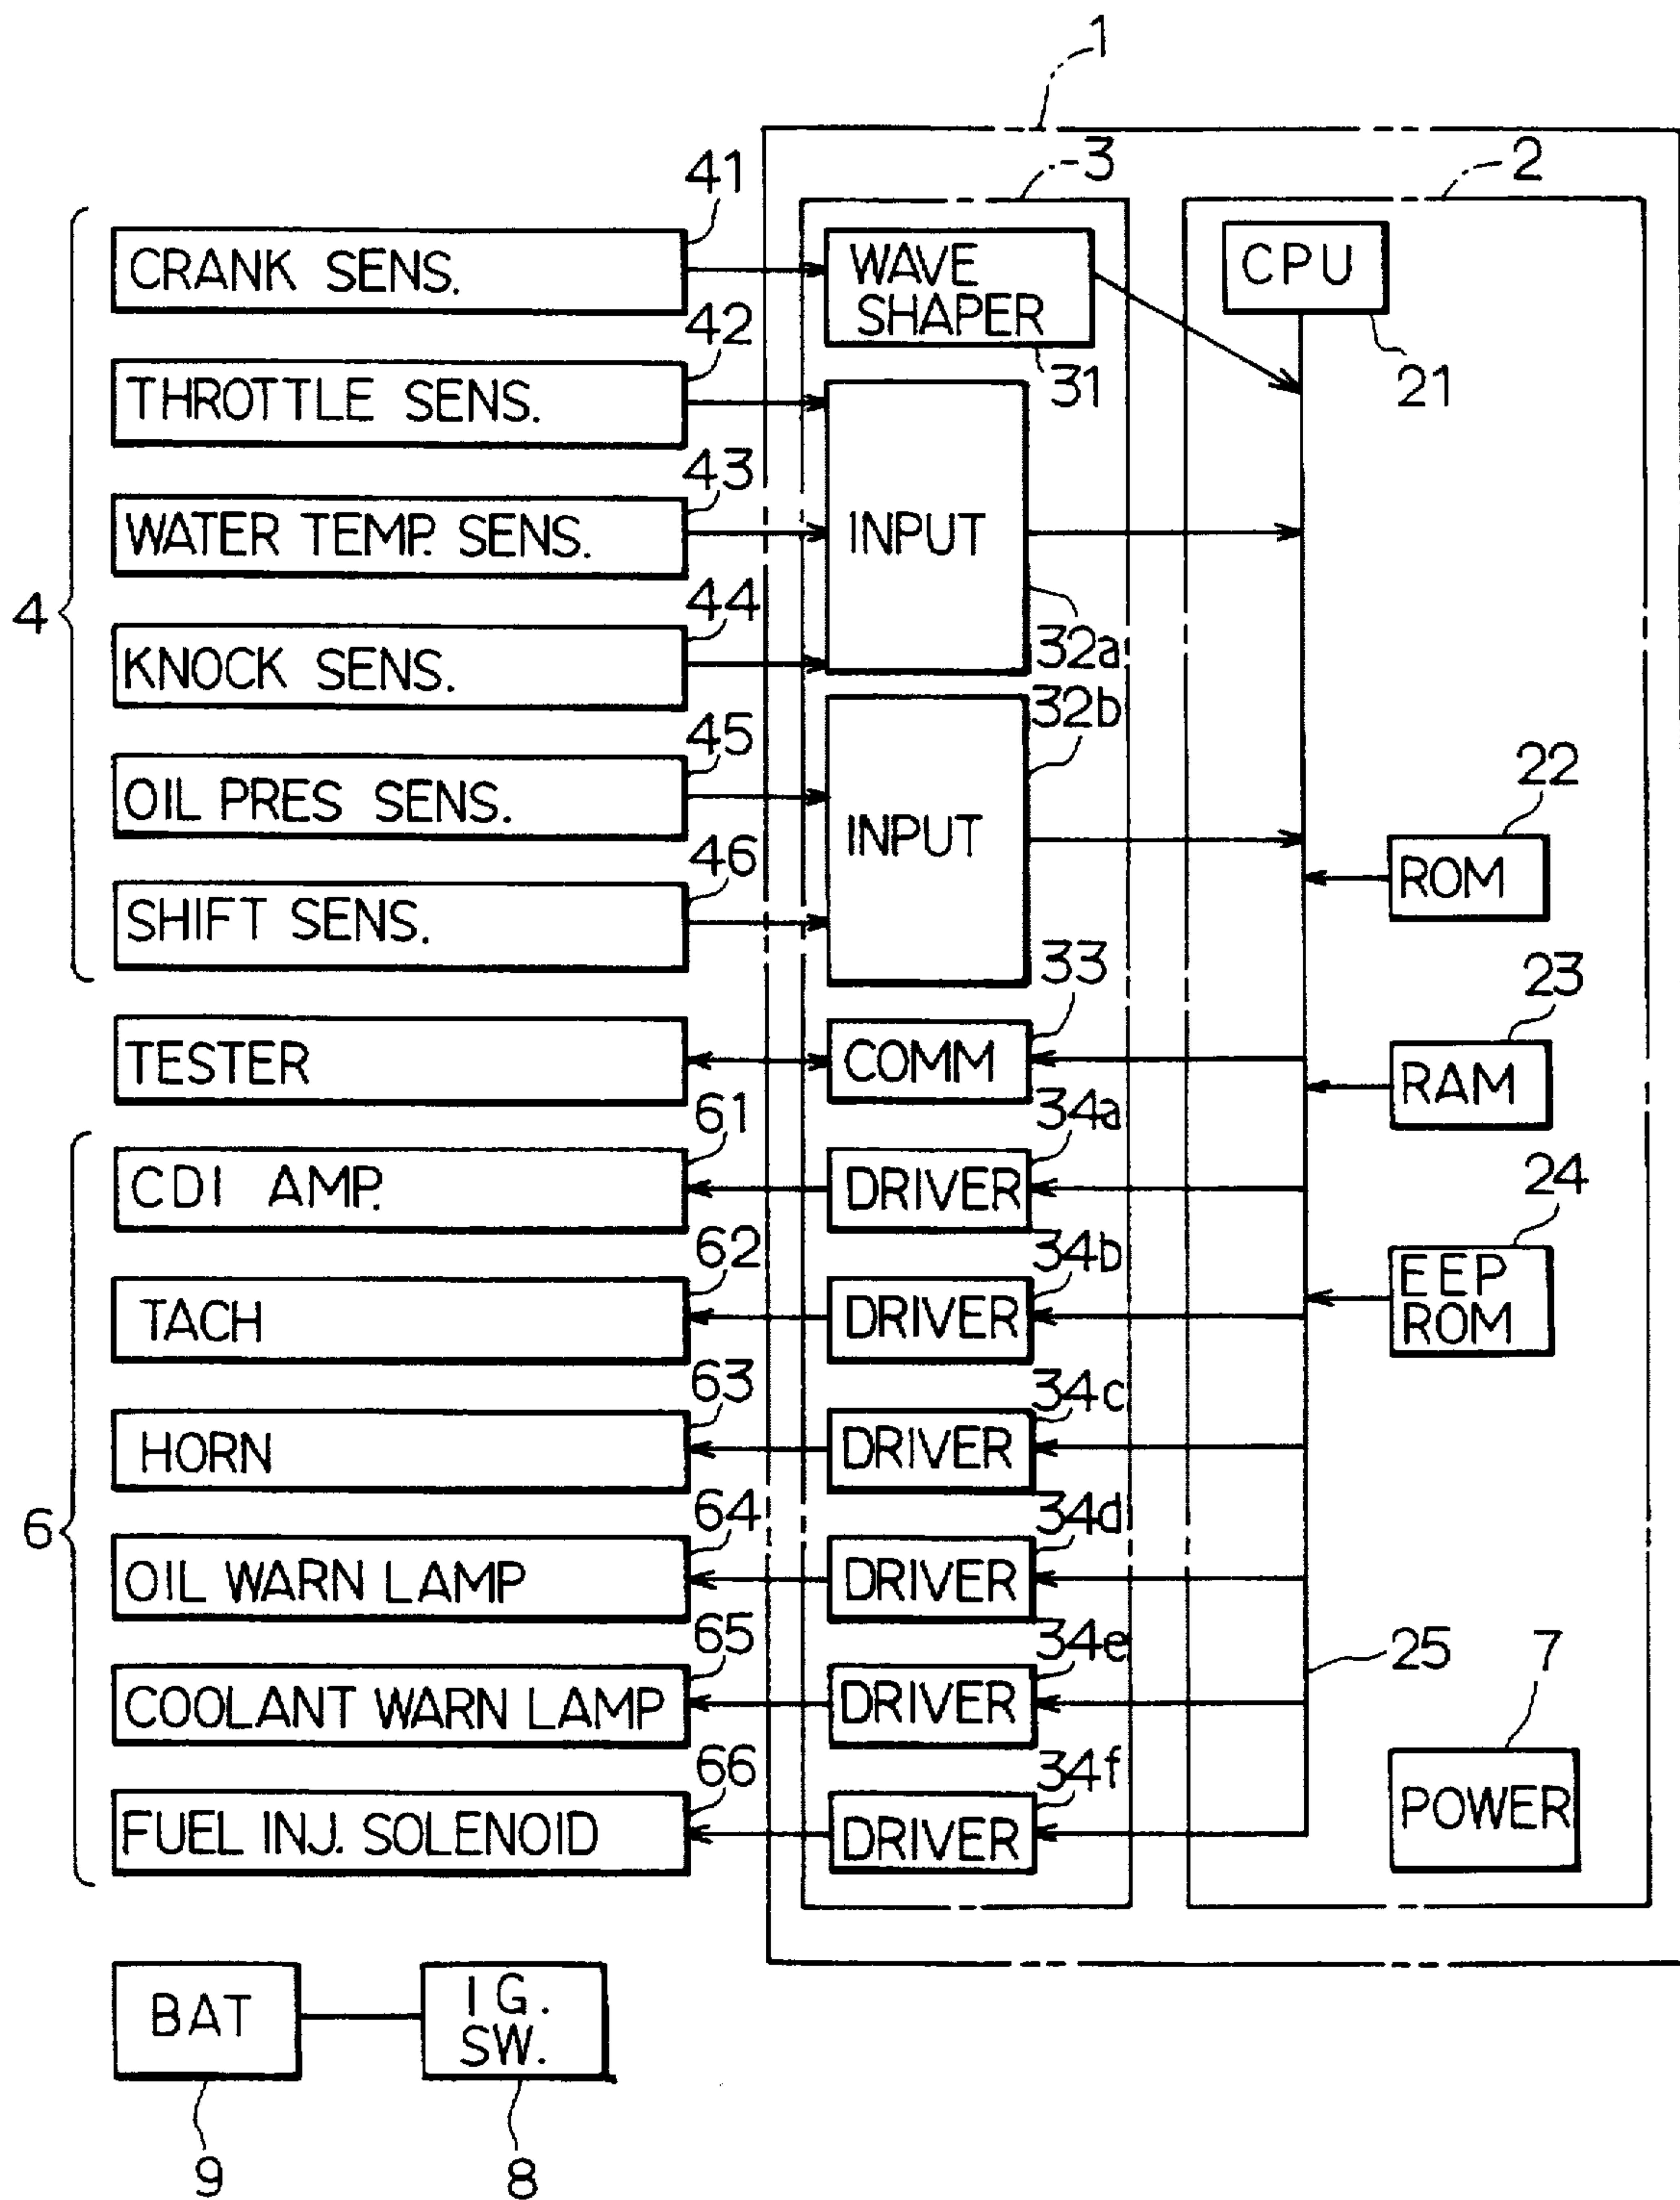 1
3
2
41
CRANK SENS.
WAVE
SHAPER
CPU
42
31
21
THROTTLE SENS.
43
WATER TEMP. SENS.
INPUT
44
4
32a
KNOCK SENS.
32b
45
22
OIL PRES SENS.
INPUT
ROM
46
SHIFT SENS.
33
23
TESTER
COMM
RAM
61
34a
24
CDI AMP.
DRIVER
62
34b
EEP
ROM
TACH
DRIVER
63
34c
HORN
DRIVER
64
34d
6
OIL WARN LAMP
DRIVER
65
34e
25
7
COOLANT WARN LAMP
DRIVER
66
34f
POWER
FUEL INJ. SOLENOID
DRIVER
BAT
IG.
SW.
9
8